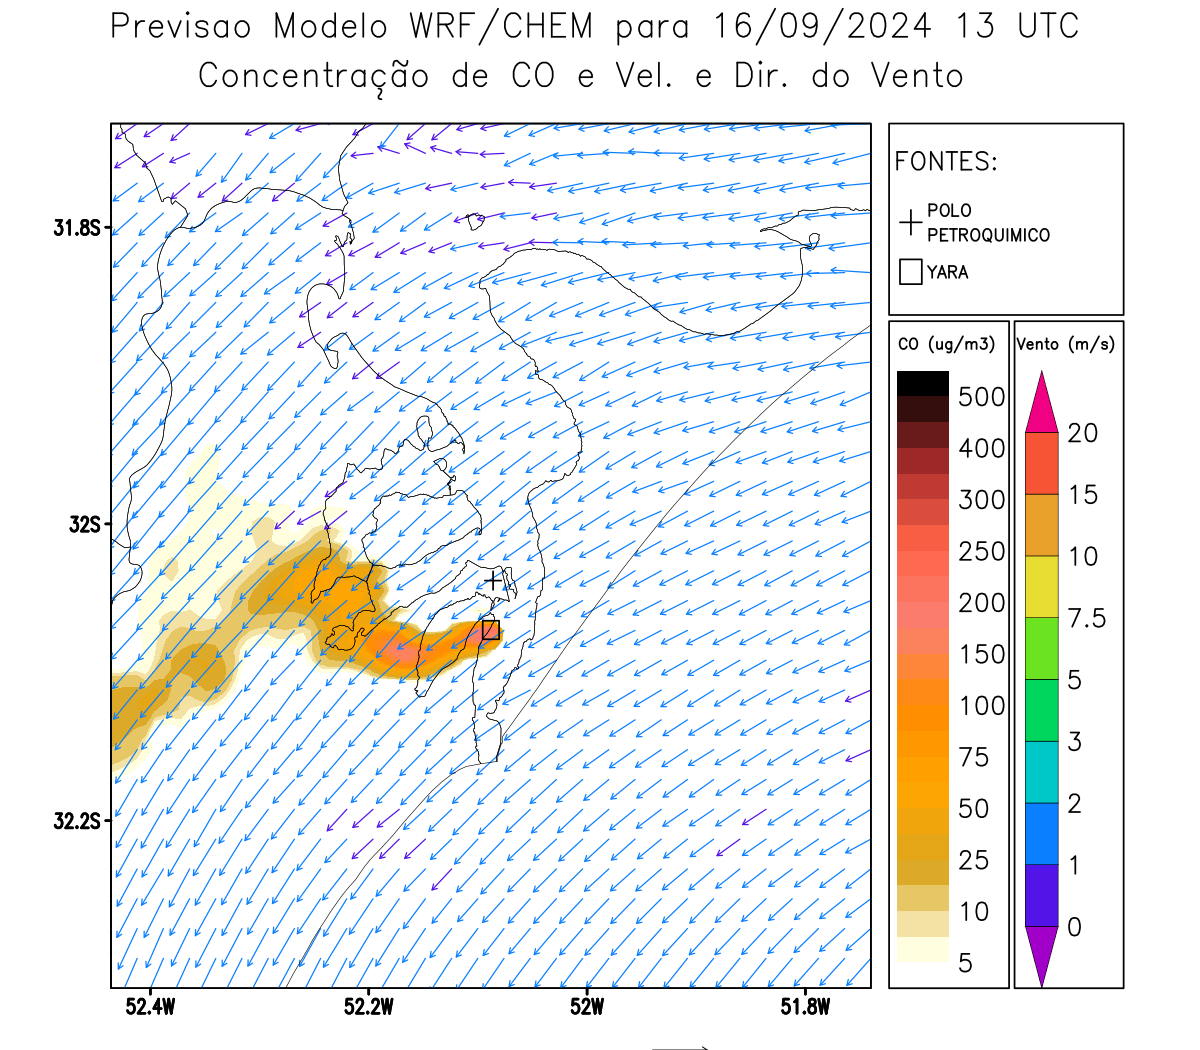 Previsao Modelo WRF/CHEM para 16/09/2024 13 UTC
Concentração de CO e Vel. e Dir. do Vento
FONTES:
POLO
PETROQUIMICO
YARA
31.8S
32S
32.2S
52.4W
52.2W
52W
51.8W
CO (ug/m3)
500
400
300
250
200
150
100
75
50
25
10
5
Vento (m/s)
20
15
10
7.5
5
3
2
1
0